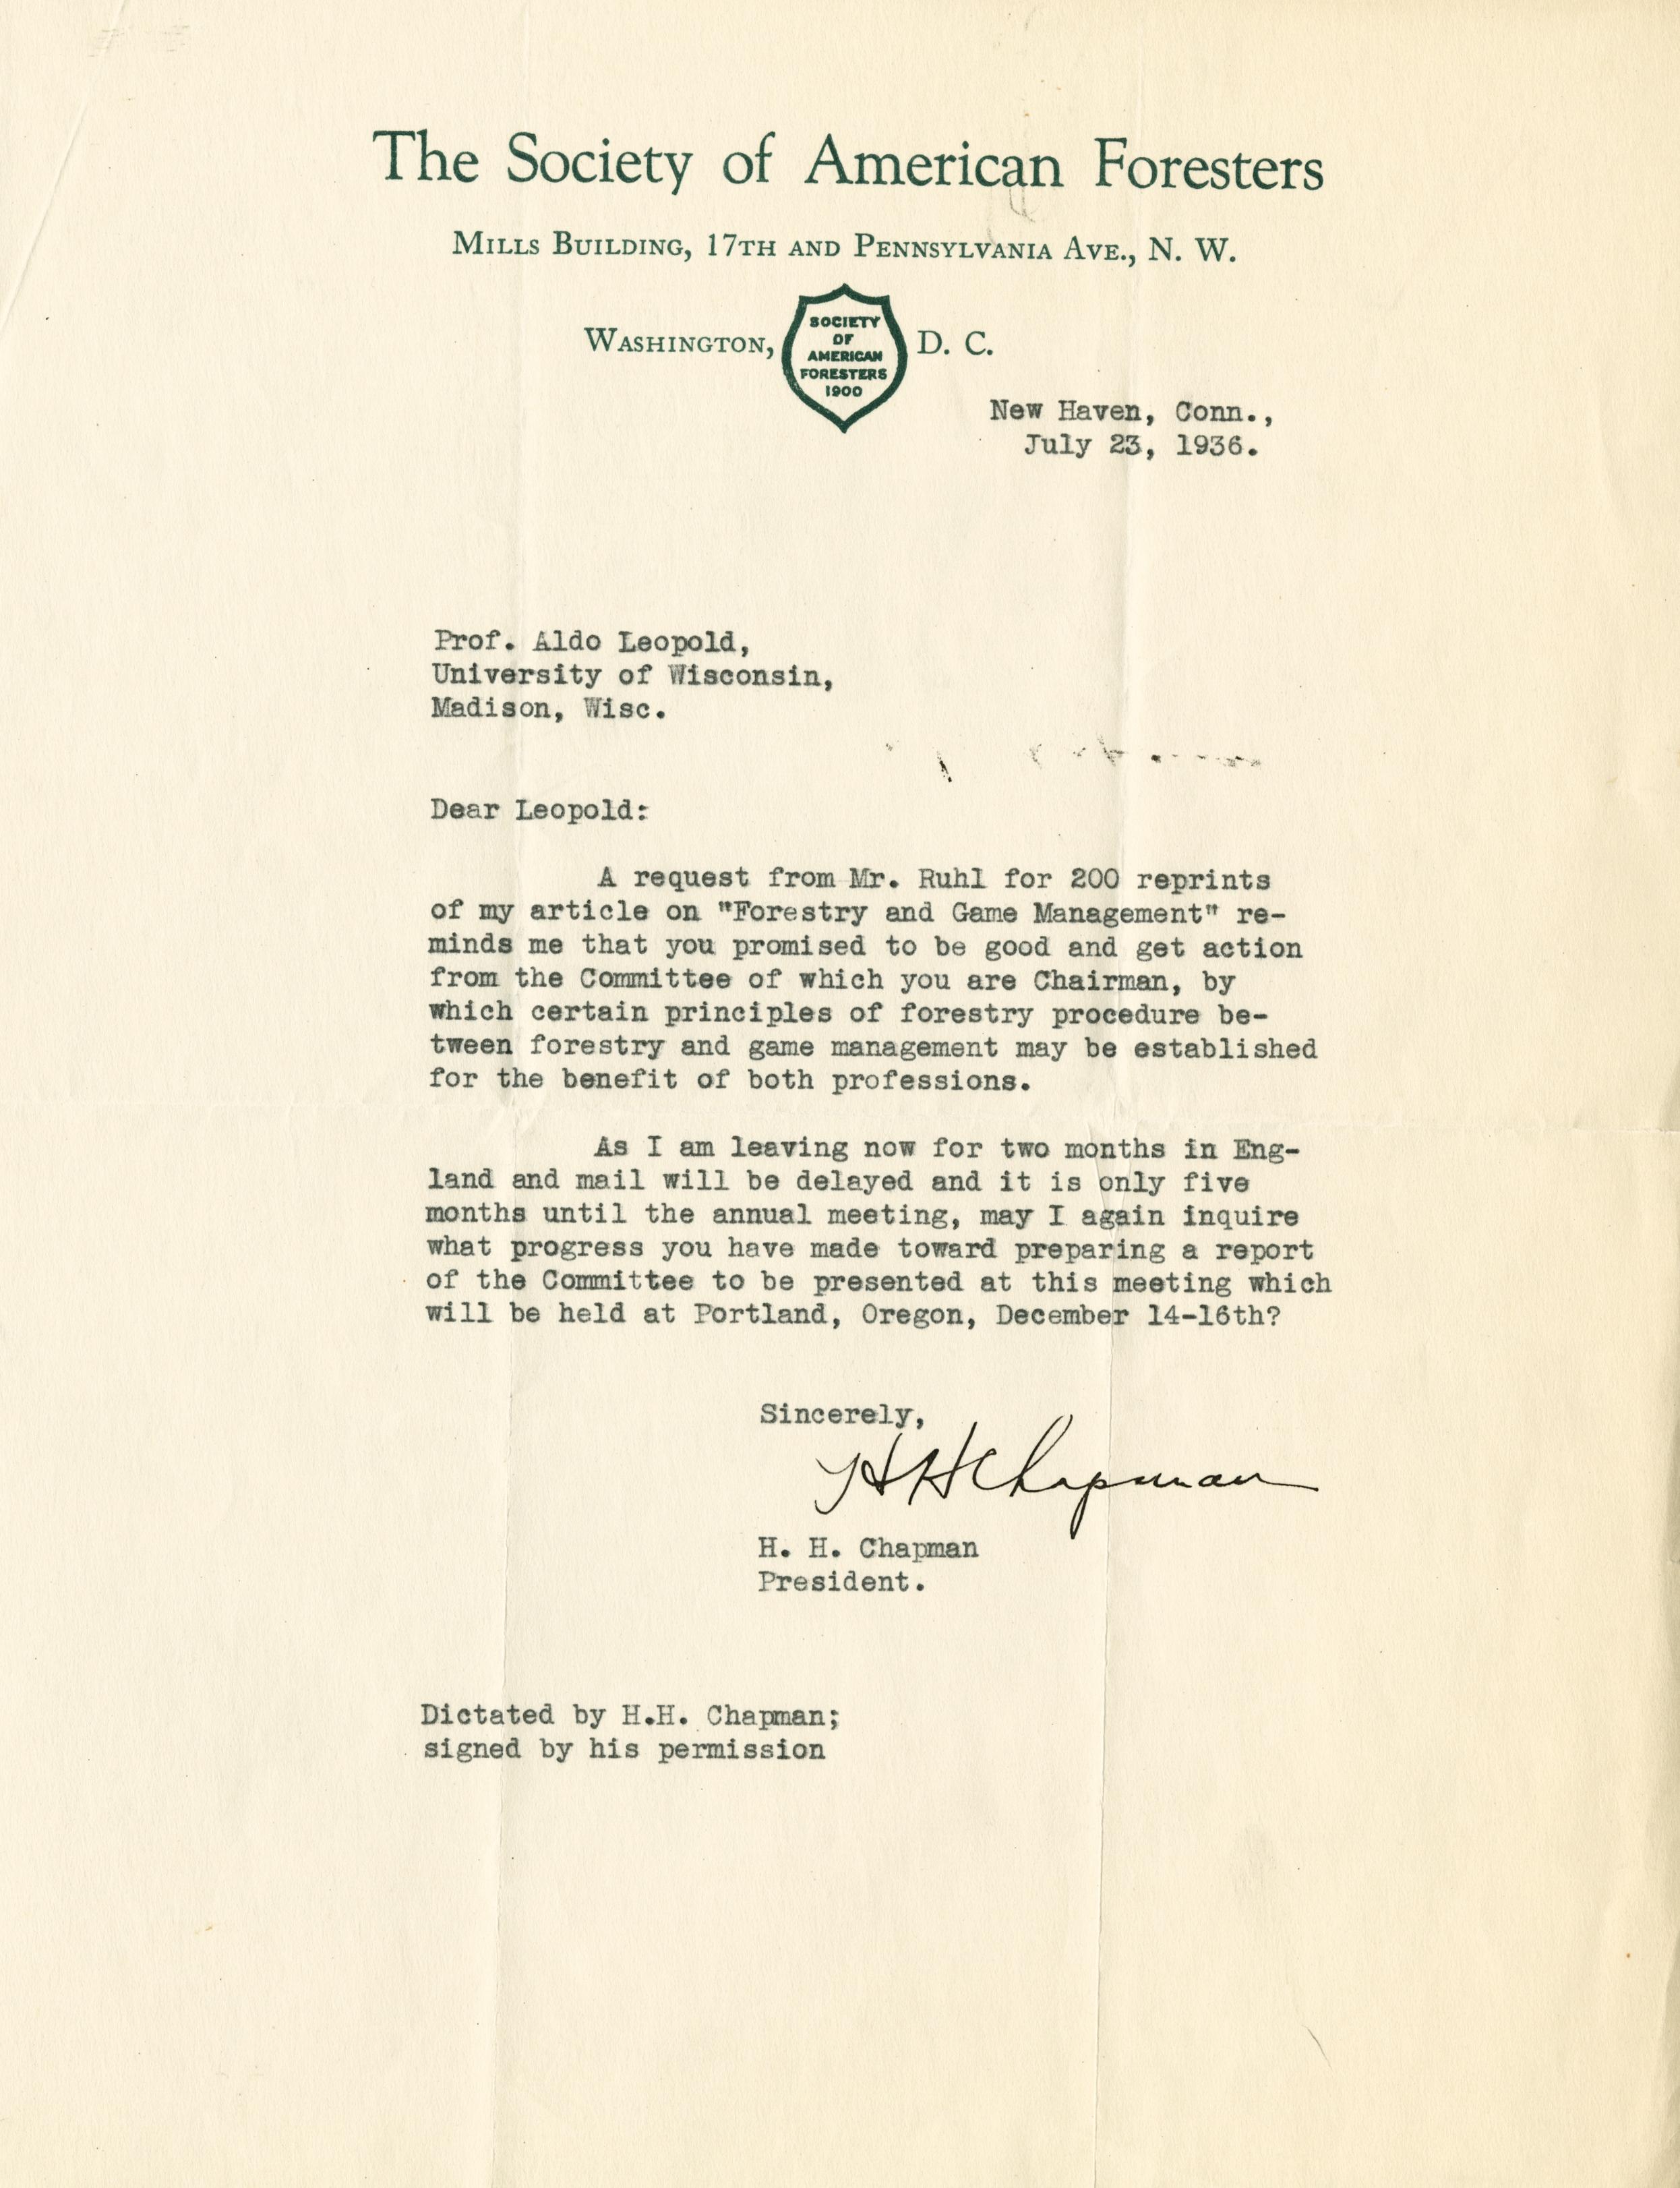 The Society of American Foresters
Mills Building, 17th and Pennsylvania Ave., N. W.
Washington, D. C.
SOCIETY
OF
AMERICAN
FORESTERS
1900
New Haven, Conn.,
July 23, 1936.
Prof. Aldo Leopold,
University of Wisconsin,
Madison, Wisc.
Dear Leopold:
A request from Mr. Ruhl for 200 reprints
of my article on "Forestry and Game Management" re-
minds me that you promised to be good and get action
from the Committee of which you are Chairman, by
which certain principles of forestry procedure be-
tween forestry and game management may be established
for the benefit of both professions.
As I am leaving now for two months in Eng-
land and mail will be delayed and it is only five
months until the annual meeting, may I again inquire
what progress you have made toward preparing a report
of the Committee to be presented at this meeting which
will be held at Portland, Oregon, December 14-16th?
Sincerely,
H H Chapman
H. H. Chapman
President.
Dictated by H.H. Chapman;
signed by his permission